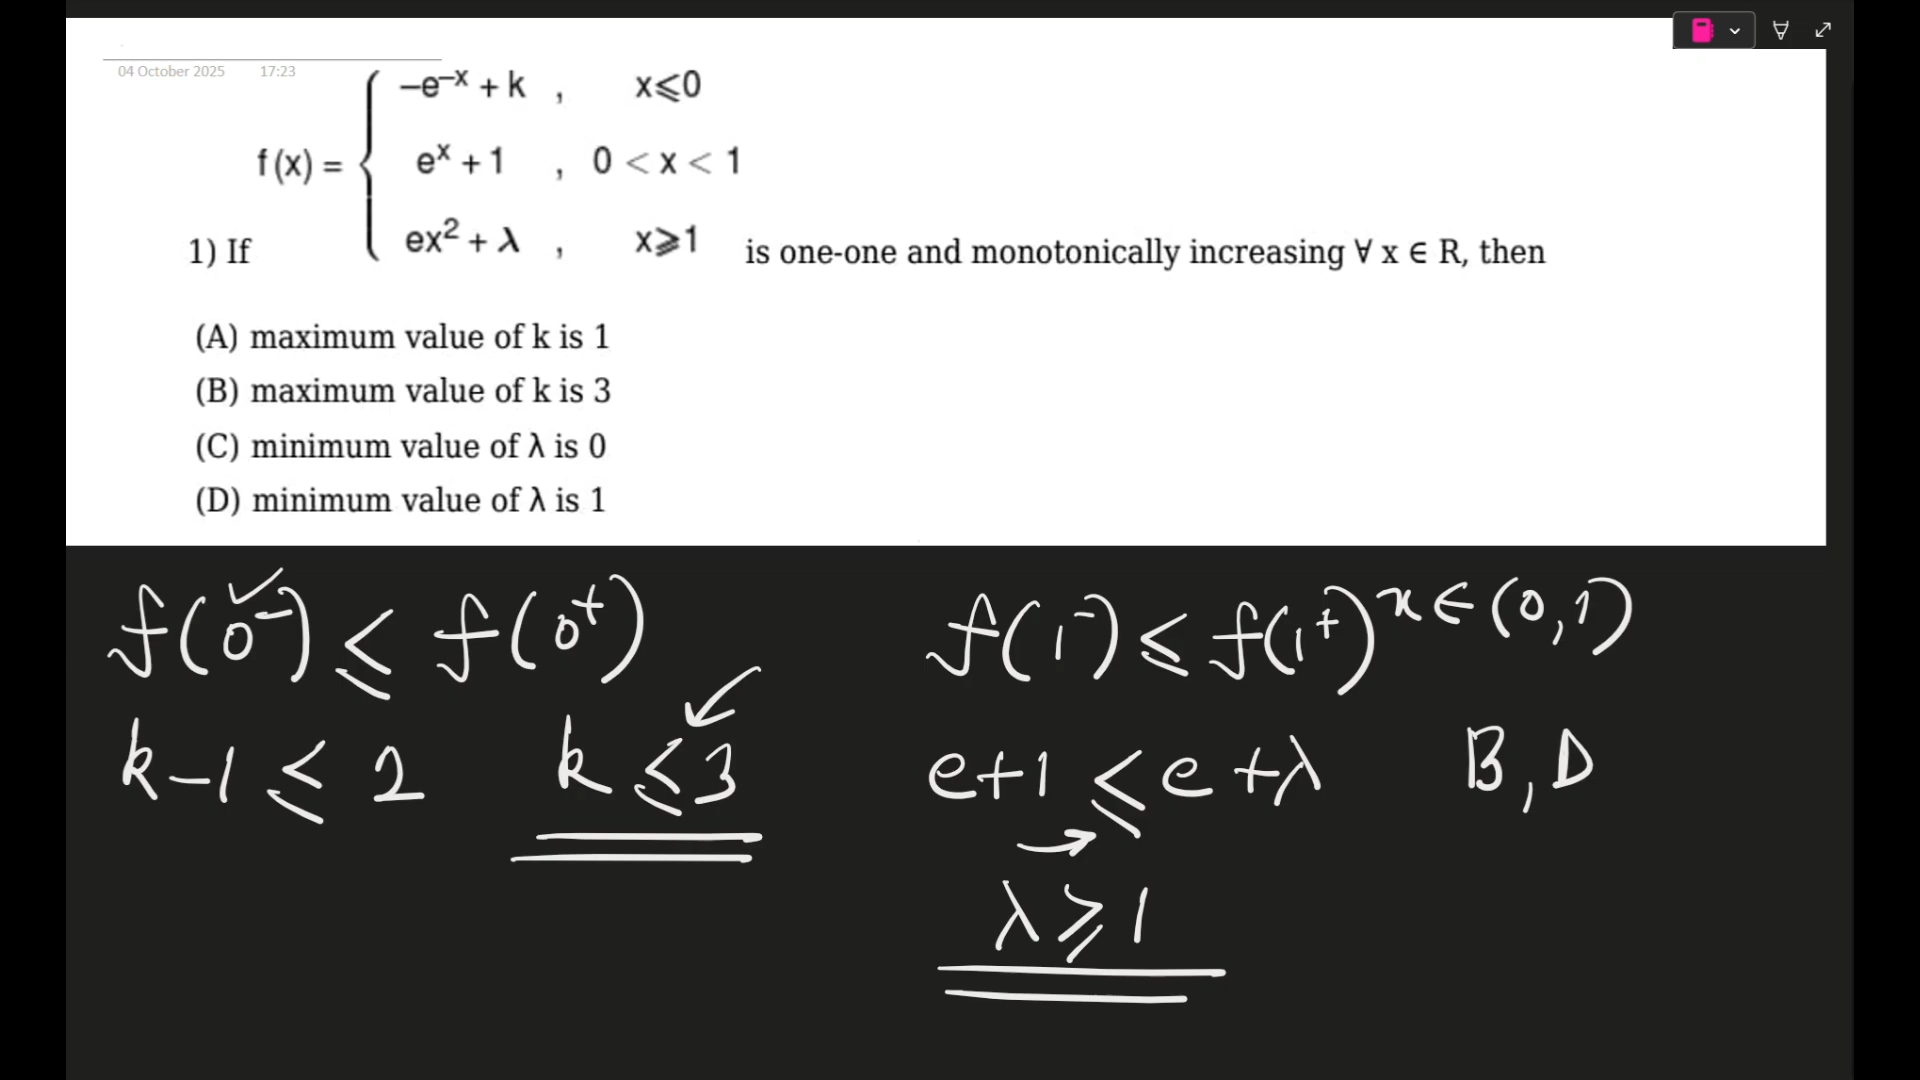 04 October 2025 17:23
−e⁻ˣ + k , x⩽0
f(x) = { eˣ + 1 , 0 < x < 1
ex² + λ , x⩾1
1) If is one-one and monotonically increasing ∀ x ∈ R, then
(A) maximum value of k is 1
(B) maximum value of k is 3
(C) minimum value of λ is 0
(D) minimum value of λ is 1
f(0⁻) ≤ f(0⁺)
k-1 ≤ 2 k ≤ 3
f(1⁻) ≤ f(1⁺) x ∈ (0,1)
e+1 ≤ e+λ B, D
λ ⩾ 1